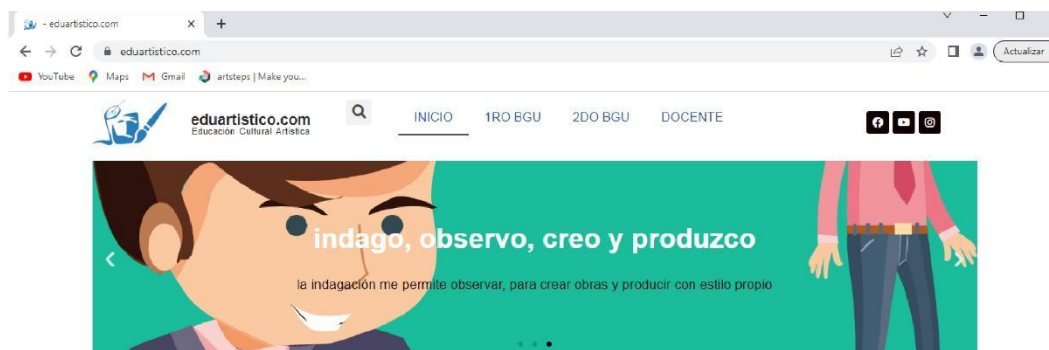 - eduartistico.com
eduartistico.com
Actualizar
YouTube Maps Gmail artsteps | Make you...
eduartistico.com
Educación Cultural Artística
INICIO 1RO BGU 2DO BGU DOCENTE
indago, observo, creo y produzco
la indagación me permite observar, para crear obras y producir con estilo propio